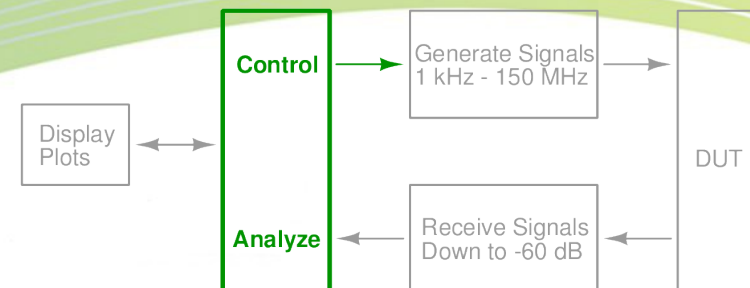 Control
Generate Signals
1 kHz - 150 MHz
Display
Plots
DUT
Analyze
Receive Signals
Down to -60 dB